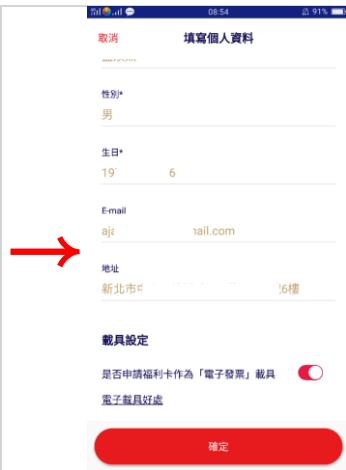 08:54 91%
取消 填寫個人資料
性別*
男
生日*
19 6
E-mail
aja ail.com
地址
新北市中 6樓
載具設定
是否申請福利卡作為「電子發票」載具
電子載具好處
確定